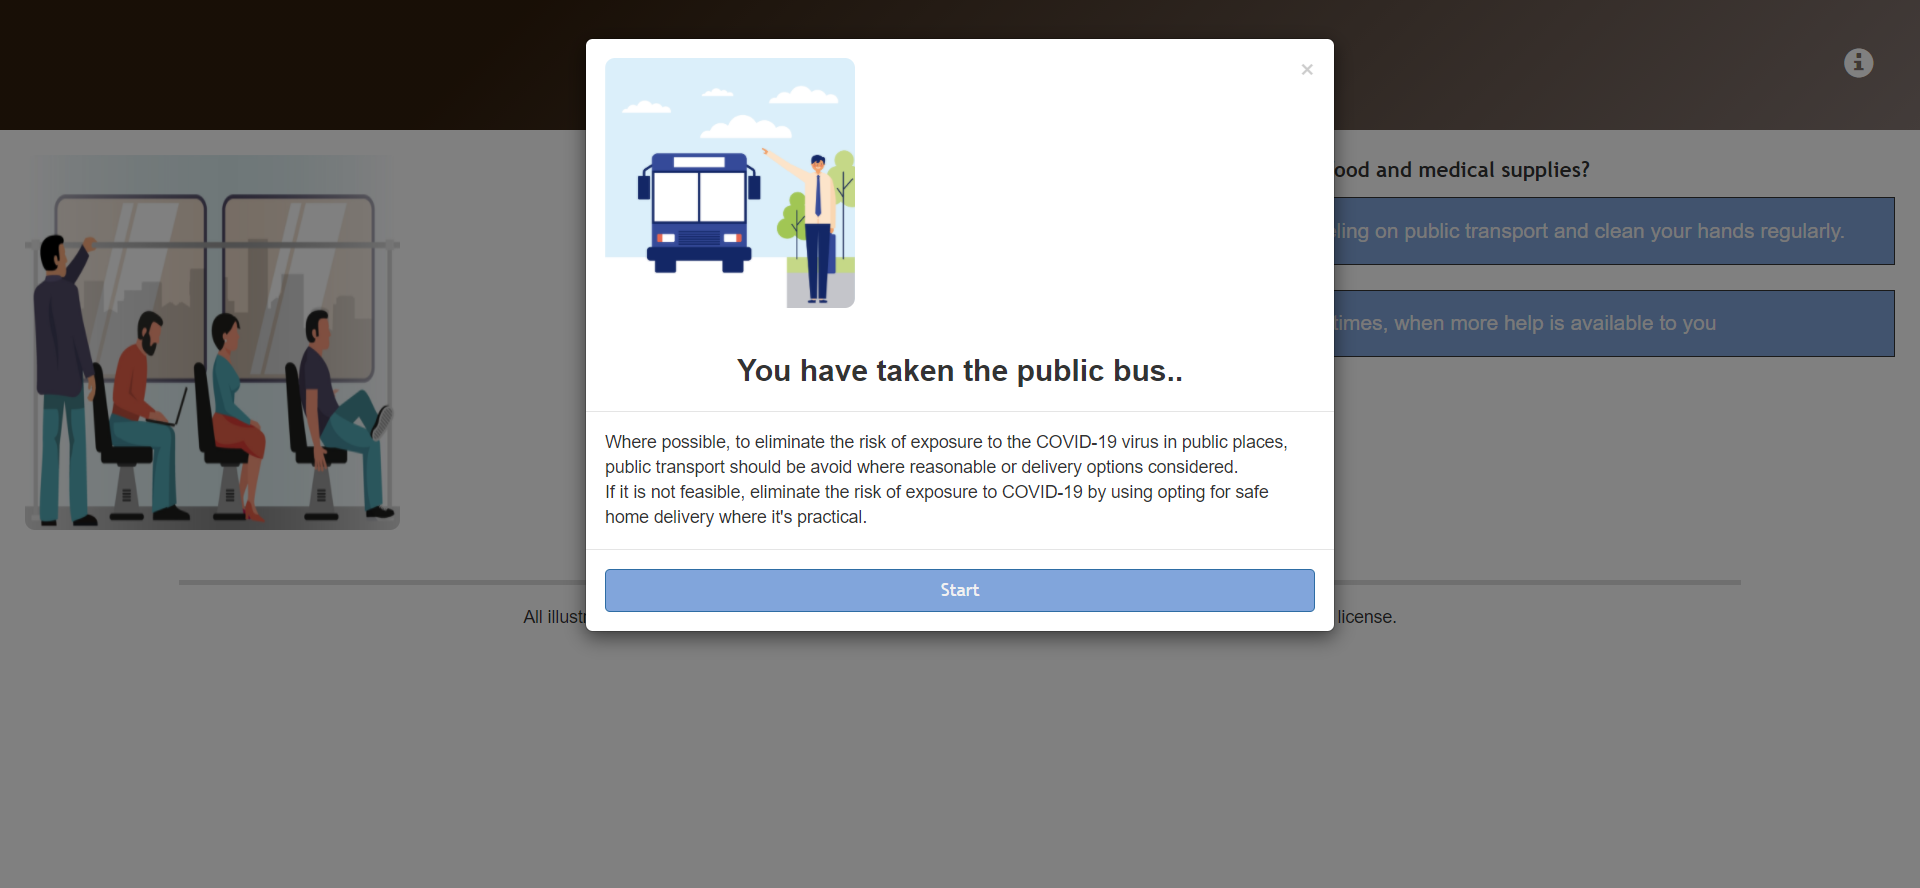 ood and medical supplies?
ling on public transport and clean your hands regularly.
times, when more help is available to you
You have taken the public bus..
Where possible, to eliminate the risk of exposure to the COVID-19 virus in public places,
public transport should be avoid where reasonable or delivery options considered.
If it is not feasible, eliminate the risk of exposure to COVID-19 by using opting for safe
home delivery where it's practical.
Start
All illust
license.